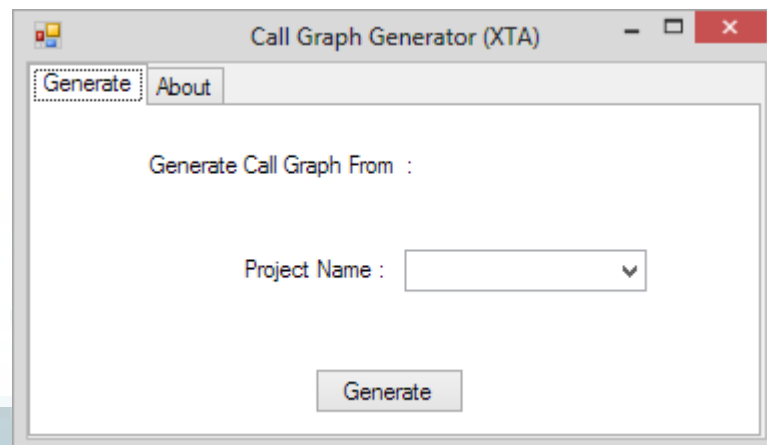 Call Graph Generator (XTA)
Generate About
Generate Call Graph From :
Project Name :
Generate